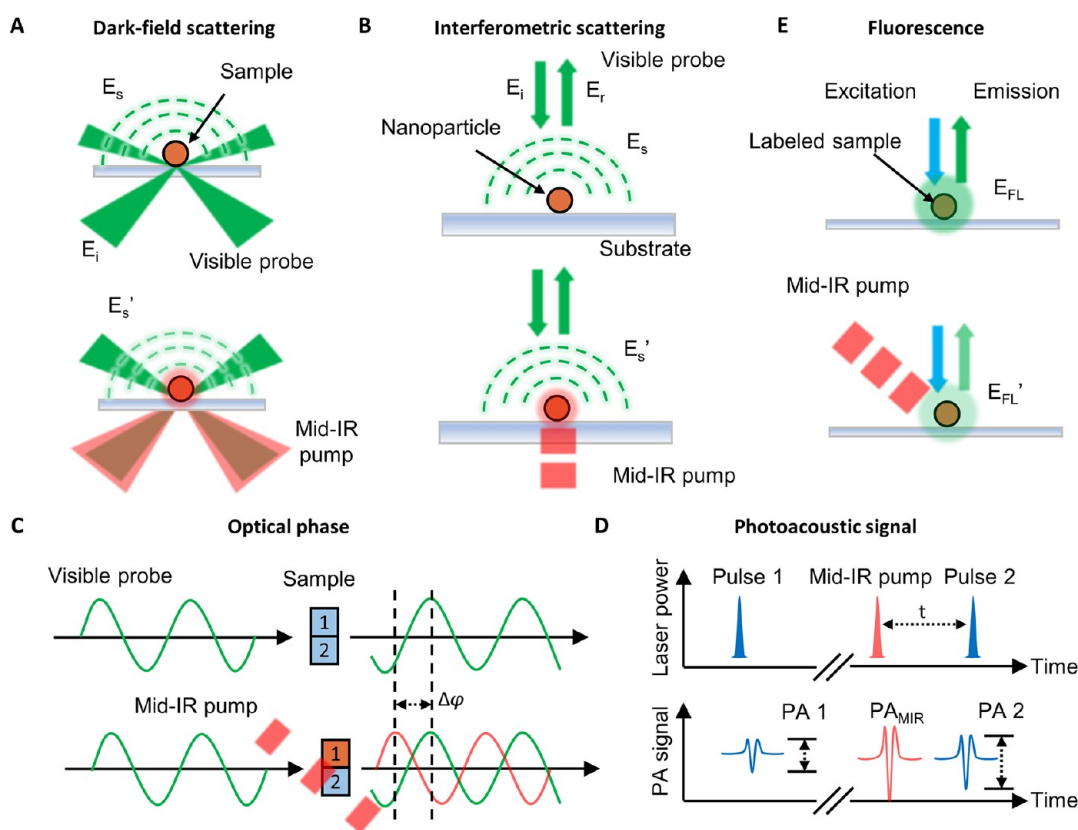 A
Dark-field scattering
E_s
Sample
E_i
Visible probe
E_s'
Mid-IR
pump
B
Interferometric scattering
Visible probe
E_i
E_r
Nanoparticle
E_s
Substrate
E_s'
Mid-IR pump
E
Fluorescence
Excitation
Emission
Labeled sample
E_FL
Mid-IR pump
E_FL'
C
Optical phase
Visible probe
Sample
1
2
Mid-IR pump
Δφ
1
2
D
Photoacoustic signal
Laser power
Pulse 1
Mid-IR pump
Pulse 2
t
Time
PA signal
PA 1
PA_MIR
PA 2
Time